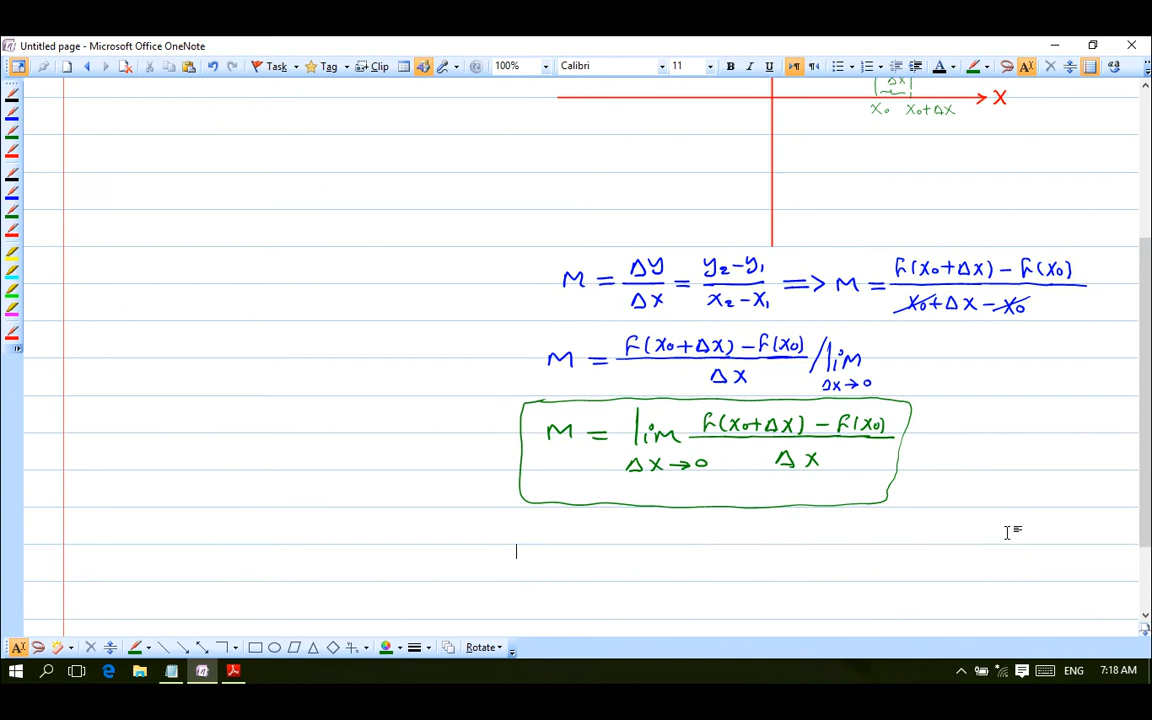 Untitled page - Microsoft Office OneNote
Task Tag Clip 100% Calibri 11 B I U A
Δx
x₀ x₀+Δx
X
M = Δy/Δx = (y₂-y₁)/(x₂-x₁) => M = (f(x₀+Δx) - f(x₀))/(x₀+Δx-x₀)
M = (f(x₀+Δx) - f(x₀))/Δx / lim Δx→0
M = lim Δx→0 (f(x₀+Δx) - f(x₀))/Δx
Rotate
ENG 7:18 AM